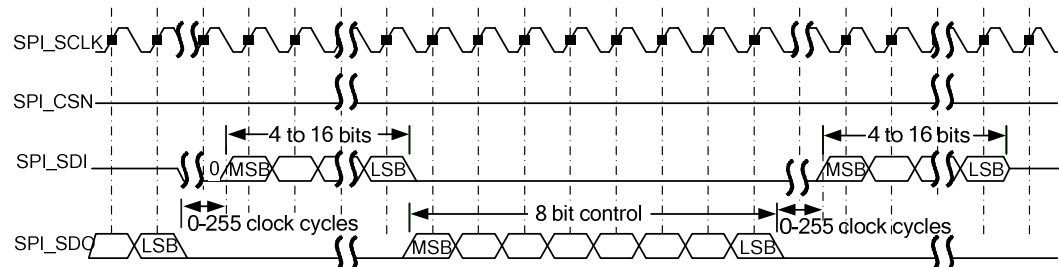 SPI_SCLK
SPI_CSN
4 to 16 bits
4 to 16 bits
SPI_SDI
0 MSB LSB
MSB LSB
0-255 clock cycles
8 bit control
0-255 clock cycles
SPI_SDO
LSB
MSB LSB